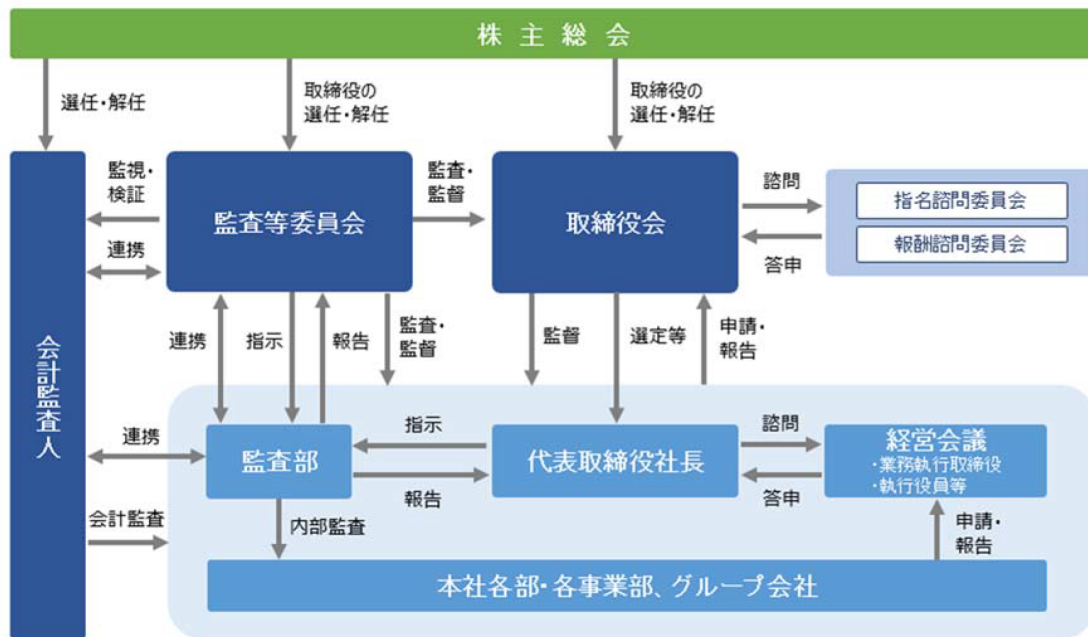 株主総会
選任・解任
取締役の
選任・解任
取締役の
選任・解任
監視・
検証
連携
監査等委員会
監査・
監督
取締役会
諮問
答申
指名諮問委員会
報酬諮問委員会
会計監査人
連携
指示
報告
監査・
監督
監督
選定等
申請・
報告
連携
監査部
指示
報告
代表取締役社長
諮問
答申
経営会議
・業務執行取締役
・執行役員等
会計監査
内部監査
申請・
報告
本社各部・各事業部、グループ会社